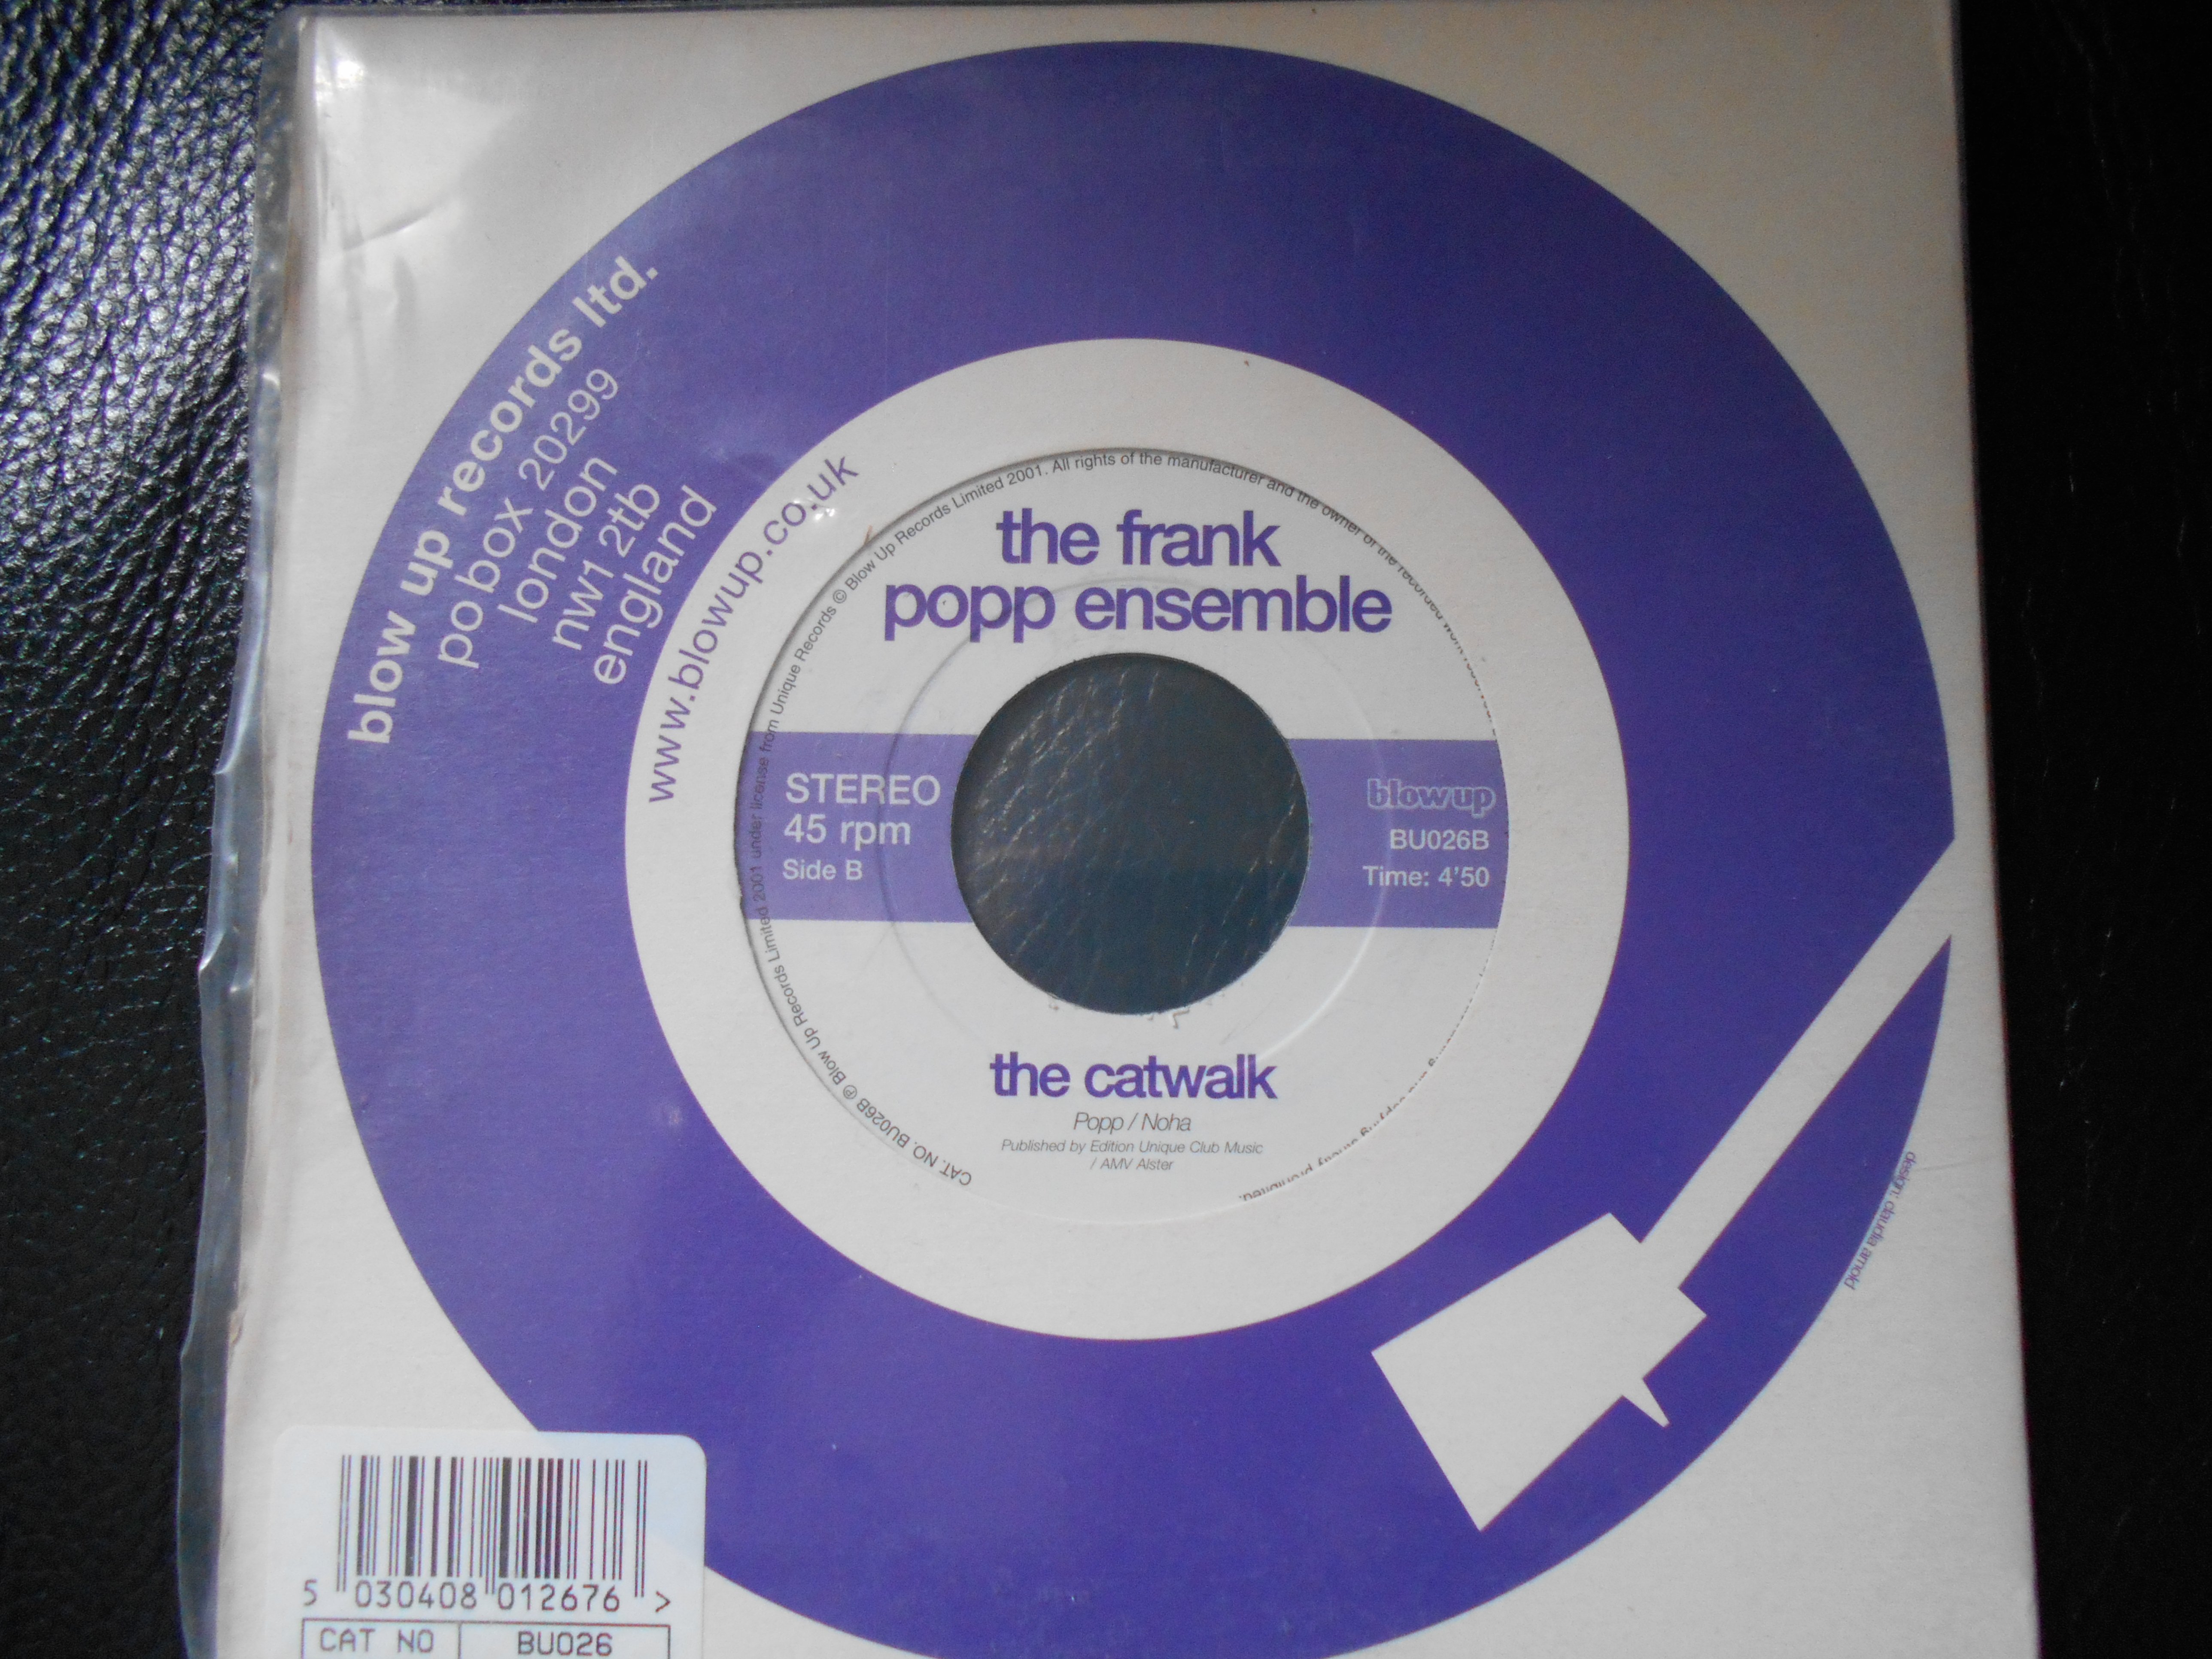 blow up records ltd.
po box 20299
london
nw1 2tb
england
www.blowup.co.uk
CAT. NO. BU026B ℗ Blow Up Records Limited 2001 under license from Unique Records © Blow Up Records Limited 2001. All rights of the manufacturer and the owner of the recorded work
prohibited.
the frank
popp ensemble
STEREO
45 rpm
Side B
blow up
BU026B
Time: 4'50
the catwalk
Popp / Noha
Published by Edition Unique Club Music
/ AMV Alster
design: claudia arnold
5 030408 012676 >
CAT NO BU026